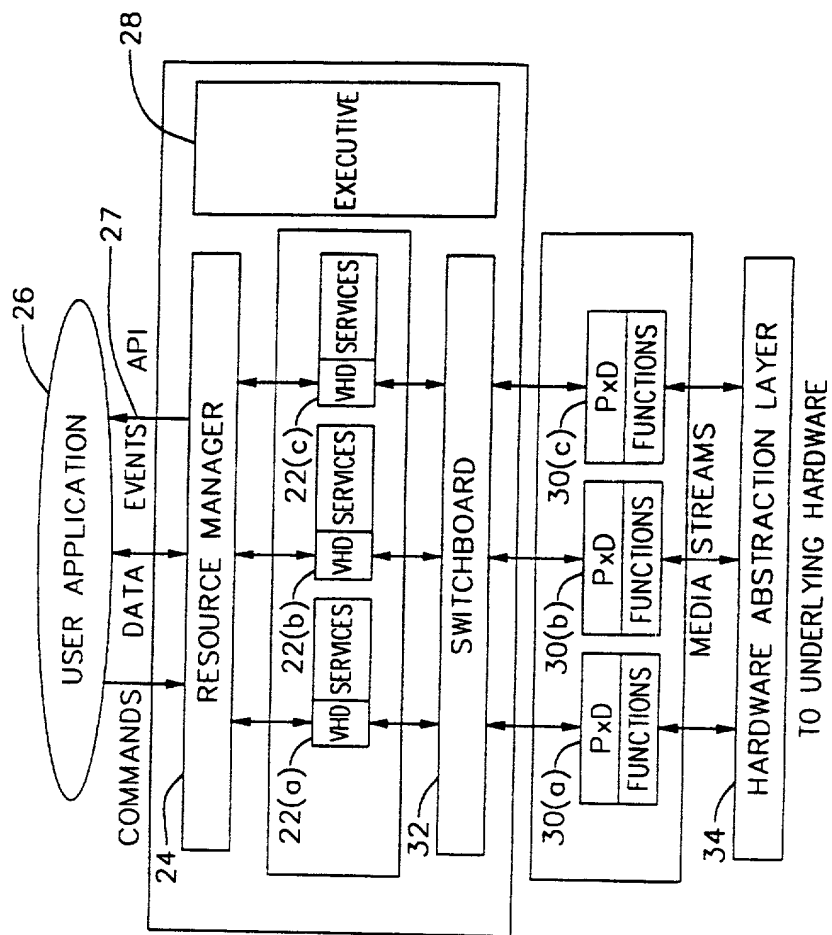 26
USER APPLICATION
27
28
COMMANDS DATA EVENTS API
24
RESOURCE MANAGER
EXECUTIVE
22(a)
VHD SERVICES
22(b)
VHD SERVICES
22(c)
VHD SERVICES
32
SWITCHBOARD
30(a)
PxD
FUNCTIONS
30(b)
PxD
FUNCTIONS
30(c)
PxD
FUNCTIONS
MEDIA STREAMS
34
HARDWARE ABSTRACTION LAYER
TO UNDERLYING HARDWARE